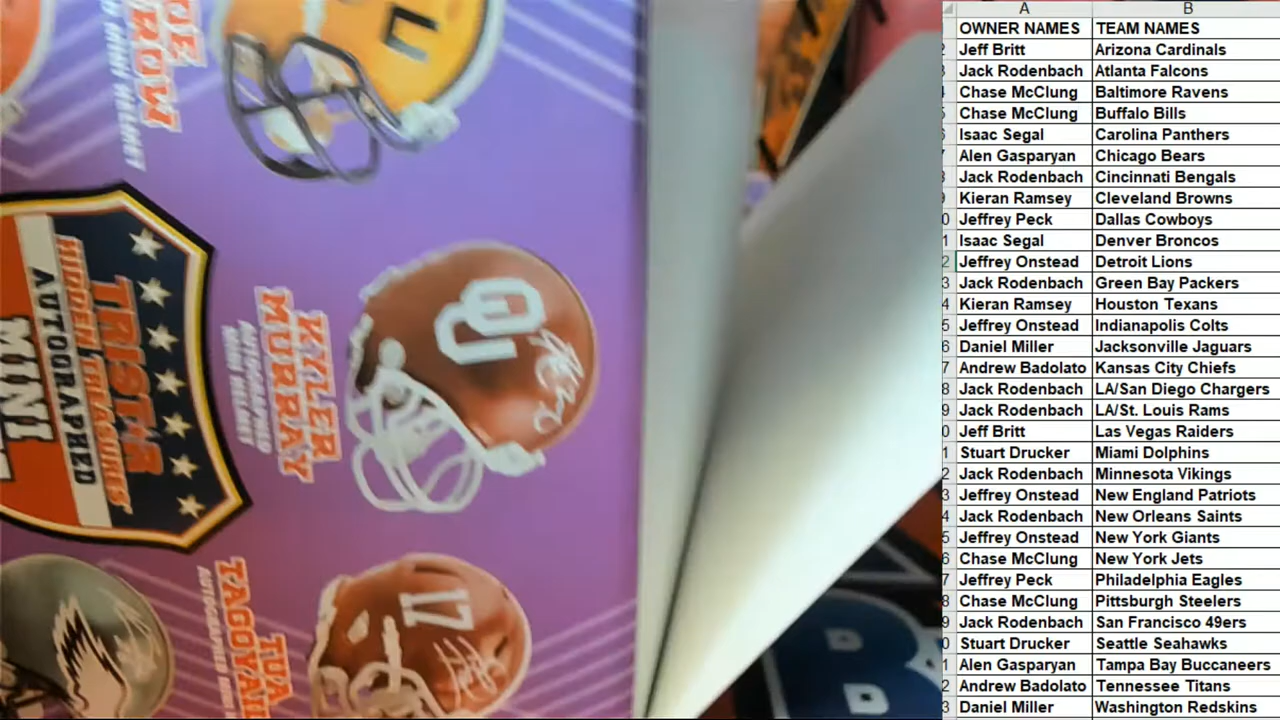 KYLER
MURRAY
TRISTAR
HIDDEN TREASURES
AUTOGRAPHED
MINI
TUA
OU
17
A B
OWNER NAMES TEAM NAMES
Jeff Britt Arizona Cardinals
Jack Rodenbach Atlanta Falcons
Chase McClung Baltimore Ravens
Chase McClung Buffalo Bills
Isaac Segal Carolina Panthers
Alen Gasparyan Chicago Bears
Jack Rodenbach Cincinnati Bengals
Kieran Ramsey Cleveland Browns
Jeffrey Peck Dallas Cowboys
Isaac Segal Denver Broncos
Jeffrey Onstead Detroit Lions
Jack Rodenbach Green Bay Packers
Kieran Ramsey Houston Texans
Jeffrey Onstead Indianapolis Colts
Daniel Miller Jacksonville Jaguars
Andrew Badolato Kansas City Chiefs
Jack Rodenbach LA/San Diego Chargers
Jack Rodenbach LA/St. Louis Rams
Jeff Britt Las Vegas Raiders
Stuart Drucker Miami Dolphins
Jack Rodenbach Minnesota Vikings
Jeffrey Onstead New England Patriots
Jack Rodenbach New Orleans Saints
Jeffrey Onstead New York Giants
Chase McClung New York Jets
Jeffrey Peck Philadelphia Eagles
Chase McClung Pittsburgh Steelers
Jack Rodenbach San Francisco 49ers
Stuart Drucker Seattle Seahawks
Alen Gasparyan Tampa Bay Buccaneers
Andrew Badolato Tennessee Titans
Daniel Miller Washington Redskins